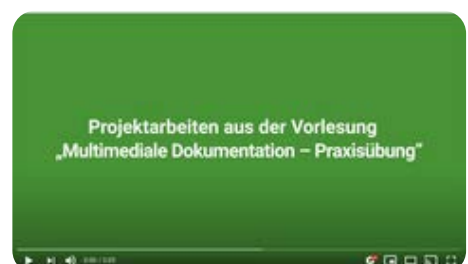 Projektarbeiten aus der Vorlesung
„Multimediale Dokumentation – Praxisübung“